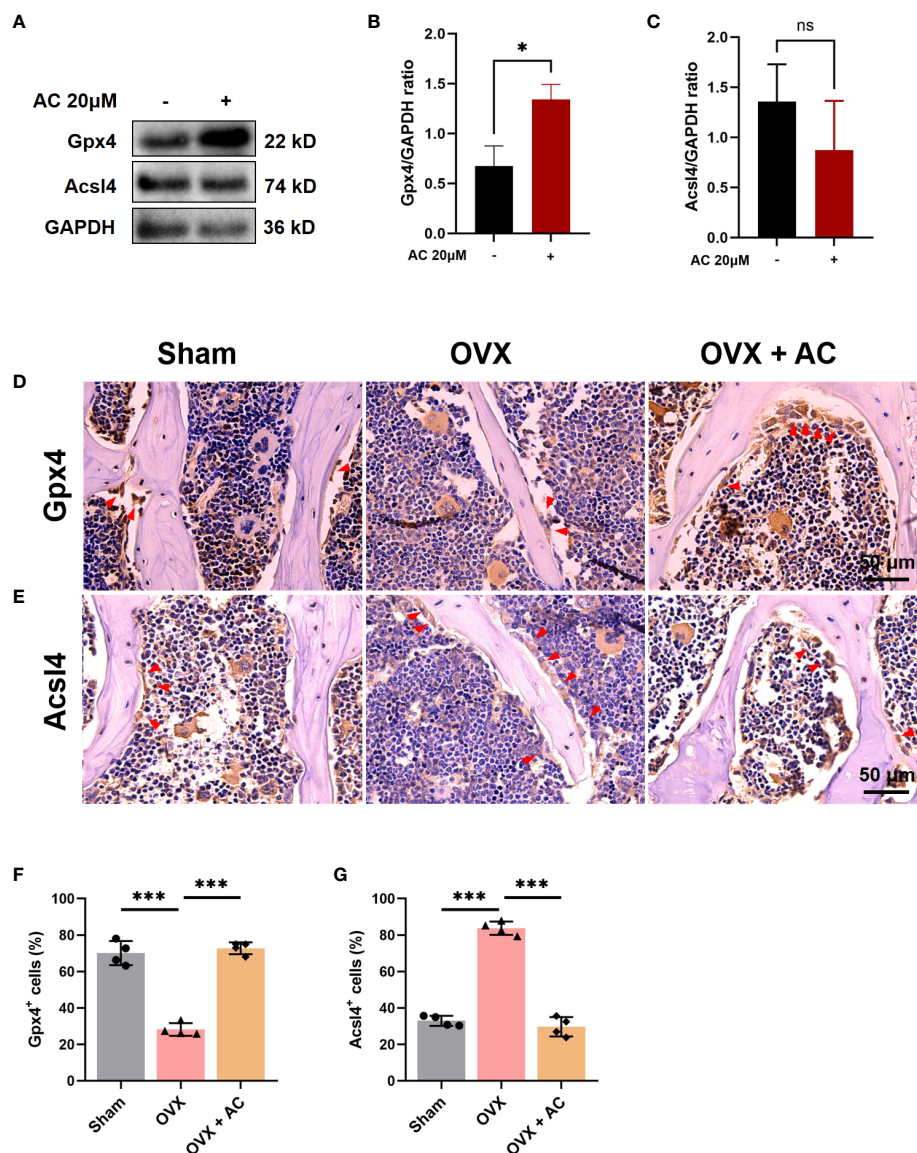 A
AC 20µM - +
Gpx4 22 kD
Acsl4 74 kD
GAPDH 36 kD
B
Gpx4/GAPDH ratio
2.0
1.5
1.0
0.5
0.0
*
AC 20µM - +
C
Acsl4/GAPDH ratio
2.0
1.5
1.0
0.5
0.0
ns
AC 20µM - +
Sham OVX OVX + AC
D
Gpx4
50 µm
E
Acsl4
50 µm
F
Gpx4+ cells (%)
100
80
60
40
20
0
*** ***
Sham
OVX
OVX + AC
G
Acsl4+ cells (%)
100
80
60
40
20
0
*** ***
Sham
OVX
OVX + AC